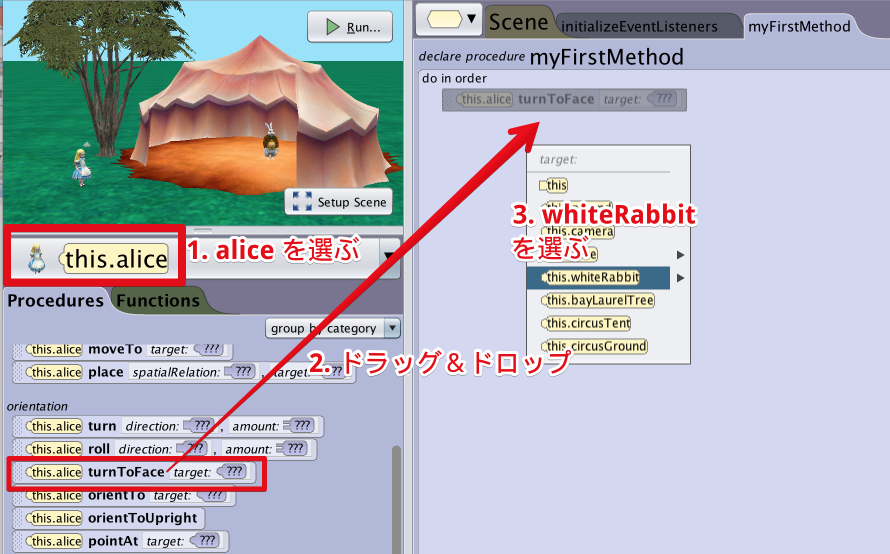 Run...
Setup Scene
this.alice
1. alice を選ぶ
Procedures
Functions
group by category
this.alice moveTo target: ???
this.alice place spatialRelation: ???, target: ???
orientation
this.alice turn direction: ???, amount: ???
this.alice roll direction: ???, amount: ???
this.alice turnToFace target: ???
this.alice orientTo target: ???
this.alice orientToUpright
this.alice pointAt target: ???
2. ドラッグ＆ドロップ
Scene
initializeEventListeners
myFirstMethod
declare procedure myFirstMethod
do in order
this.alice turnToFace target: ???
target:
this
3. whiteRabbit
を選ぶ
this.camera
this.whiteRabbit
this.bayLaurelTree
this.circusTent
this.circusGround